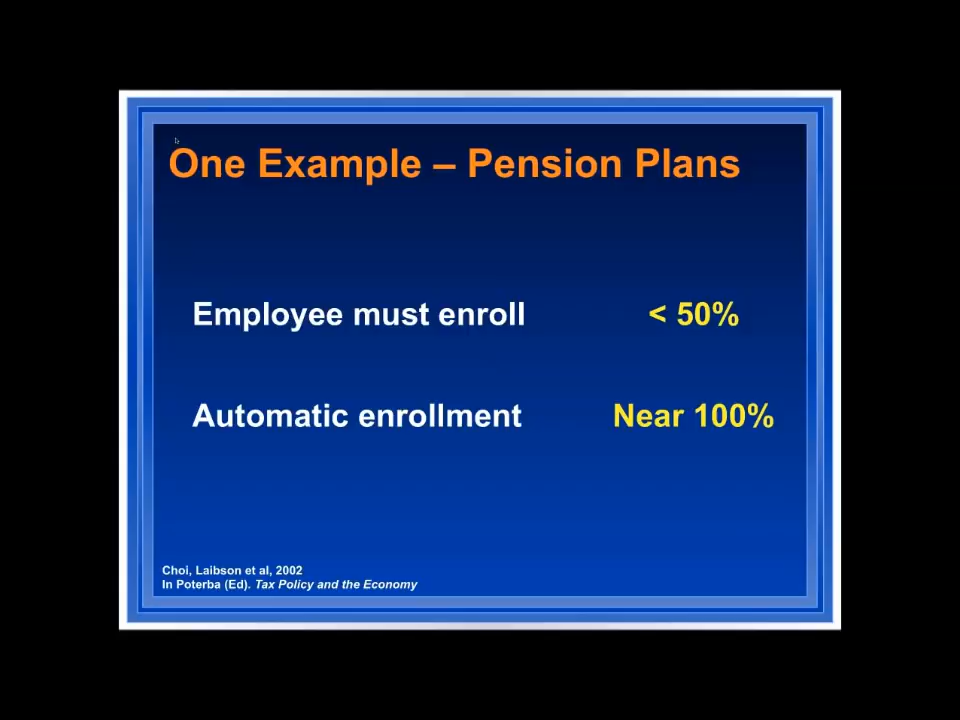 One Example – Pension Plans
Employee must enroll < 50%
Automatic enrollment Near 100%
Choi, Laibson et al, 2002
In Poterba (Ed). Tax Policy and the Economy